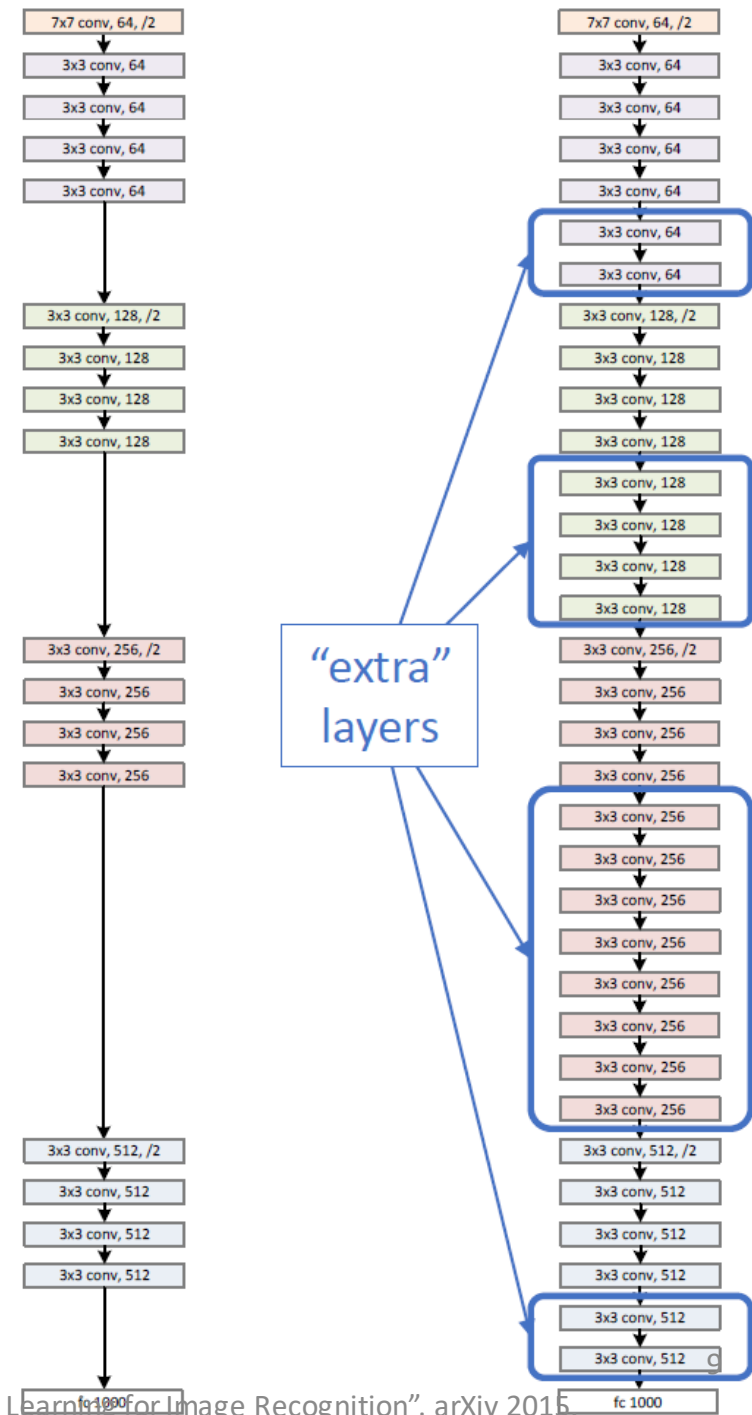 7x7 conv, 64, /2
3x3 conv, 64
3x3 conv, 64
3x3 conv, 64
3x3 conv, 64
3x3 conv, 128, /2
3x3 conv, 128
3x3 conv, 128
3x3 conv, 128
3x3 conv, 256, /2
3x3 conv, 256
3x3 conv, 256
3x3 conv, 256
3x3 conv, 512, /2
3x3 conv, 512
3x3 conv, 512
3x3 conv, 512
fc 1000
"extra"
layers
7x7 conv, 64, /2
3x3 conv, 64
3x3 conv, 64
3x3 conv, 64
3x3 conv, 64
3x3 conv, 64
3x3 conv, 64
3x3 conv, 128, /2
3x3 conv, 128
3x3 conv, 128
3x3 conv, 128
3x3 conv, 128
3x3 conv, 128
3x3 conv, 128
3x3 conv, 128
3x3 conv, 256, /2
3x3 conv, 256
3x3 conv, 256
3x3 conv, 256
3x3 conv, 256
3x3 conv, 256
3x3 conv, 256
3x3 conv, 256
3x3 conv, 256
3x3 conv, 256
3x3 conv, 256
3x3 conv, 256
3x3 conv, 512, /2
3x3 conv, 512
3x3 conv, 512
3x3 conv, 512
3x3 conv, 512
3x3 conv, 512
9
fc 1000
Learning for Image Recognition". arXiv 2015.